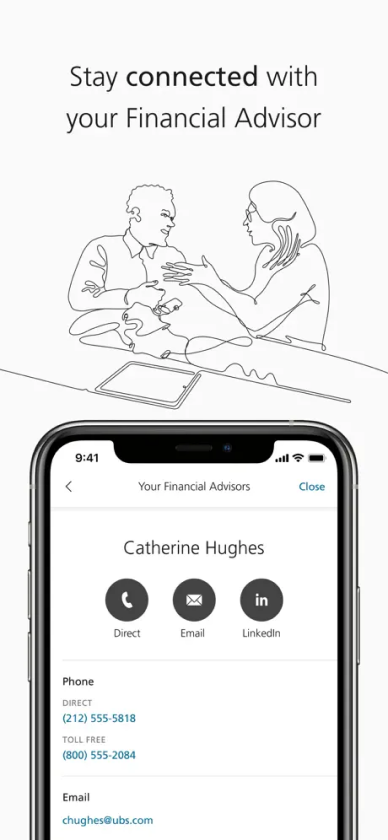 Stay connected with
your Financial Advisor
9:41
Your Financial Advisors
Close
Catherine Hughes
in
Direct
Email
LinkedIn
Phone
DIRECT
(212) 555-5818
TOLL FREE
(800) 555-2084
Email
chughes@ubs.com